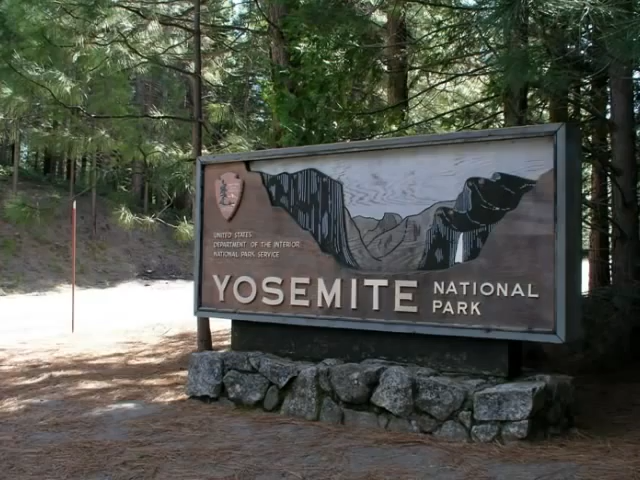 UNITED STATES
DEPARTMENT OF THE INTERIOR
NATIONAL PARK SERVICE
YOSEMITE NATIONAL
PARK